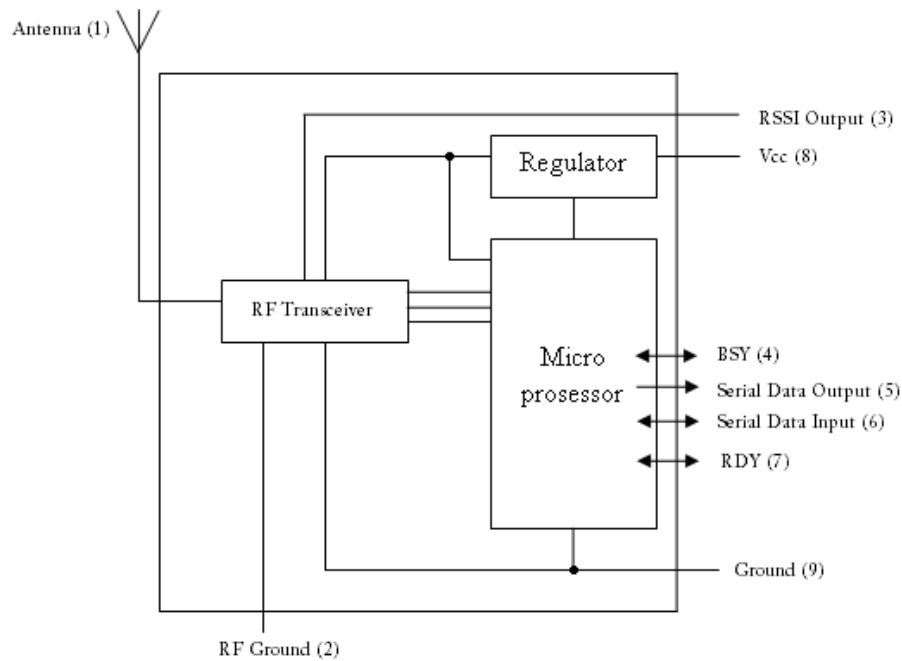 Antenna (1)
RSSI Output (3)
Regulator
Vcc (8)
RF Transceiver
Micro
prosessor
BSY (4)
Serial Data Output (5)
Serial Data Input (6)
RDY (7)
Ground (9)
RF Ground (2)